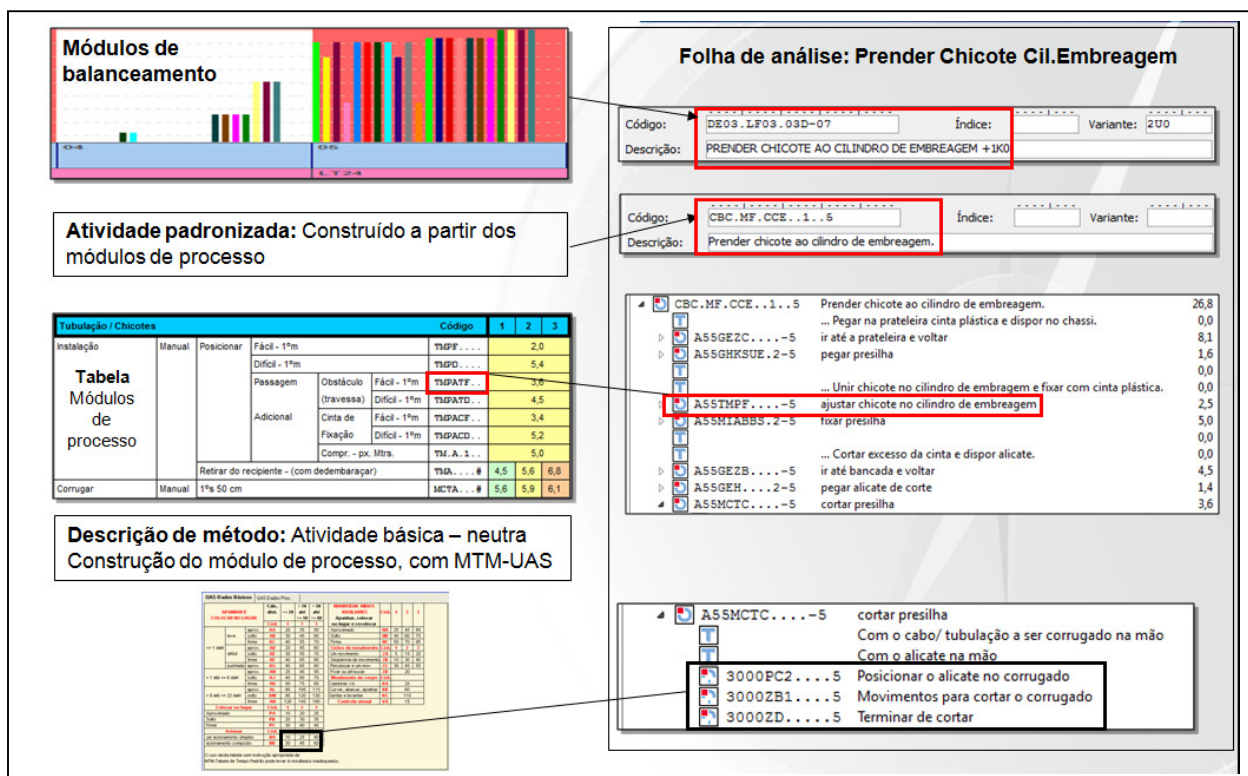 Módulos de
balanceamento
04
05
LT24
Folha de análise: Prender Chicote Cil.Embreagem
Código: DE03.LF03.03D-07 Índice: Variante: 2U0
Descrição: PRENDER CHICOTE AO CILINDRO DE EMBREAGEM +1K0
Código: CBC.MF.CCE..1..5 Índice: Variante:
Descrição: Prender chicote ao cilindro de embreagem.
Atividade padronizada: Construído a partir dos
módulos de processo
Tubulação / Chicotes Código 1 2 3
Instalação Manual Posicionar Fácil - 1ºm TMPF.... 2,0
Difícil - 1ºm TMPD.... 5,4
Passagem Obstáculo Fácil - 1ºm TMPATF.. 3,6
(travessa) Difícil - 1ºm TMPATD.. 4,5
Adicional Cinta de Fácil - 1ºm TMPACF.. 3,4
Fixação Difícil - 1ºm TMPACD.. 5,2
Compr. - px. Mtrs. TM.A.1.. 5,0
Retirar do recipiente - (com dedembaraçar) TMA....# 4,5 5,6 6,8
Corrugar Manual 1ºs 50 cm MCTA...# 5,6 5,9 6,1
Tabela
Módulos
de
processo
CBC.MF.CCE..1..5 Prender chicote ao cilindro de embreagem. 26,8
... Pegar na prateleira cinta plástica e dispor no chassi. 0,0
A55GEZC....-5 ir até a prateleira e voltar 8,1
A55GHKSUE.2-5 pegar presilha 1,6
0,0
... Unir chicote no cilindro de embragem e fixar com cinta plástica. 0,0
A55TMPF....-5 ajustar chicote no cilindro de embreagem 2,5
A55MIABBS.2-5 fixar presilha 5,0
0,0
... Cortar excesso da cinta e dispor alicate. 0,0
A55GEZB....-5 ir até bancada e voltar 4,5
A55GEH....2-5 pegar alicate de corte 1,4
A55MCTC....-5 cortar presilha 3,6
Descrição de método: Atividade básica – neutra
Construção do módulo de processo, com MTM-UAS
A55MCTC....-5 cortar presilha
Com o cabo/ tubulação a ser corrugado na mão
Com o alicate na mão
3000PC2....5 Posicionar o alicate no corrugado
3000ZB1....5 Movimentos para cortar o corrugado
3000ZD.....5 Terminar de cortar